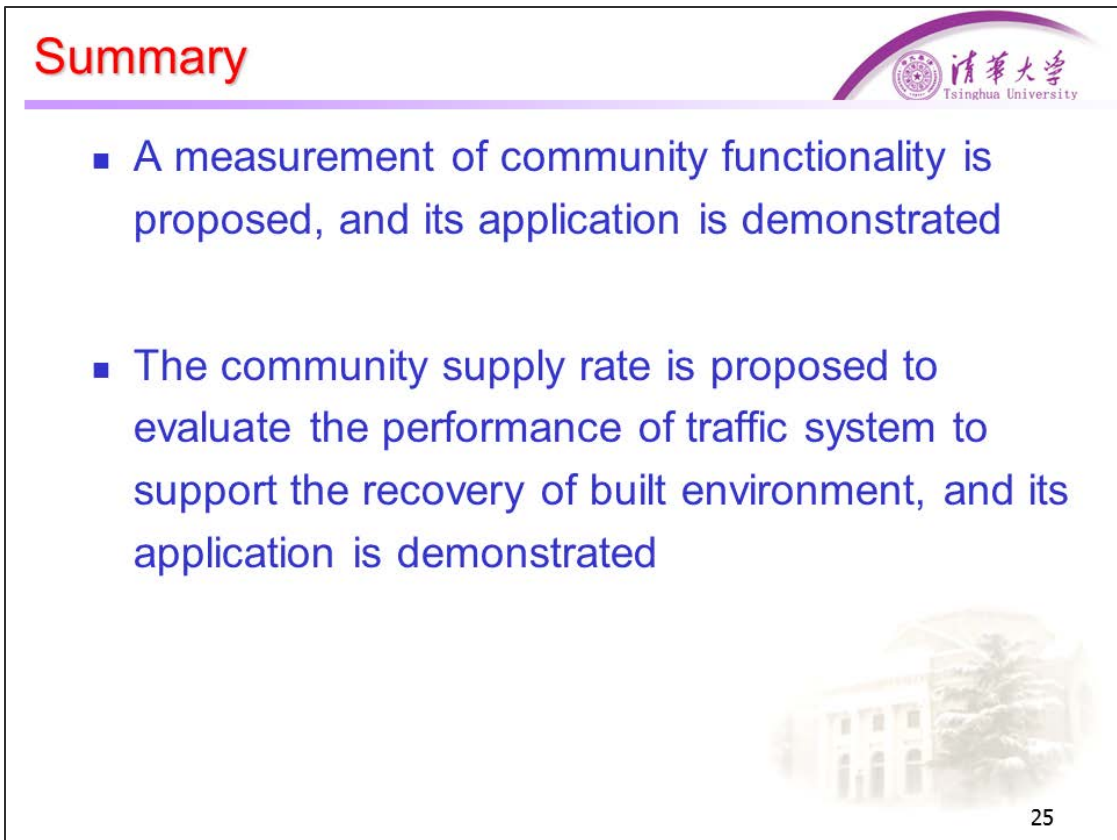 Summary
清華大学
Tsinghua University
A measurement of community functionality is
proposed, and its application is demonstrated
The community supply rate is proposed to
evaluate the performance of traffic system to
support the recovery of built environment, and its
application is demonstrated
25